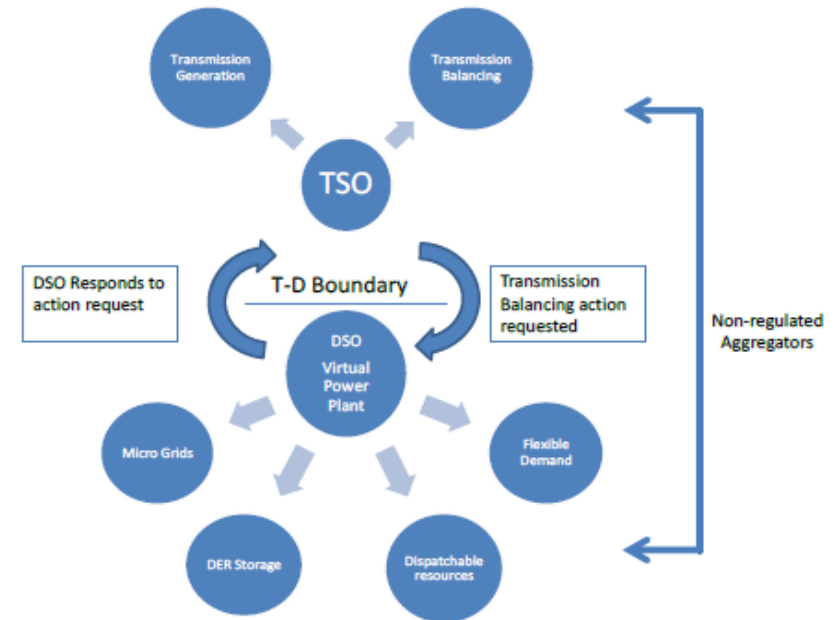 Transmission
Generation
Transmission
Balancing
TSO
DSO Responds to
action request
T-D Boundary
Transmission
Balancing action
requested
Non-regulated
Aggregators
DSO
Virtual
Power
Plant
Micro Grids
Flexible
Demand
DER Storage
Dispatchable
resources